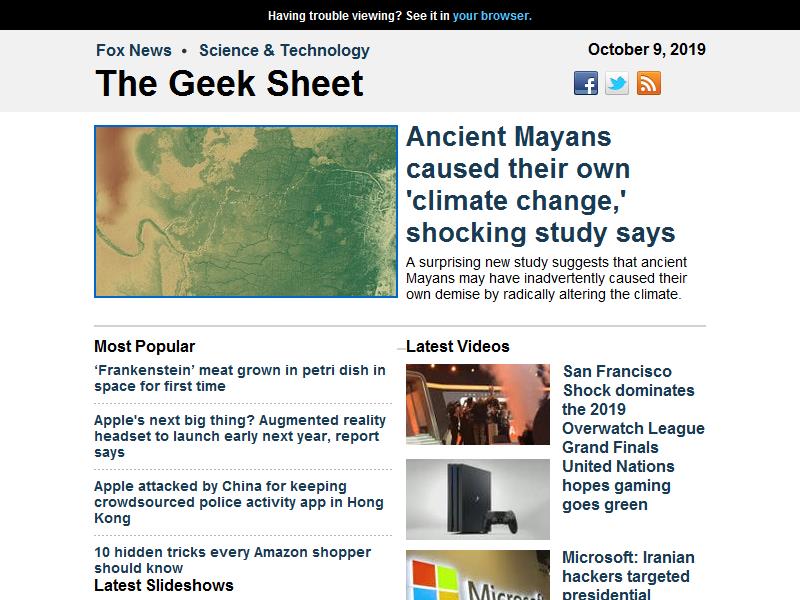 Having trouble viewing? See it in your browser.
Fox News • Science & Technology
October 9, 2019
The Geek Sheet
Ancient Mayans
caused their own
'climate change,'
shocking study says
A surprising new study suggests that ancient
Mayans may have inadvertently caused their
own demise by radically altering the climate.
Most Popular
‘Frankenstein’ meat grown in petri dish in
space for first time
Apple's next big thing? Augmented reality
headset to launch early next year, report
says
Apple attacked by China for keeping
crowdsourced police activity app in Hong
Kong
10 hidden tricks every Amazon shopper
should know
Latest Slideshows
Latest Videos
San Francisco
Shock dominates
the 2019
Overwatch League
Grand Finals
United Nations
hopes gaming
goes green
Microsoft: Iranian
hackers targeted
presidential